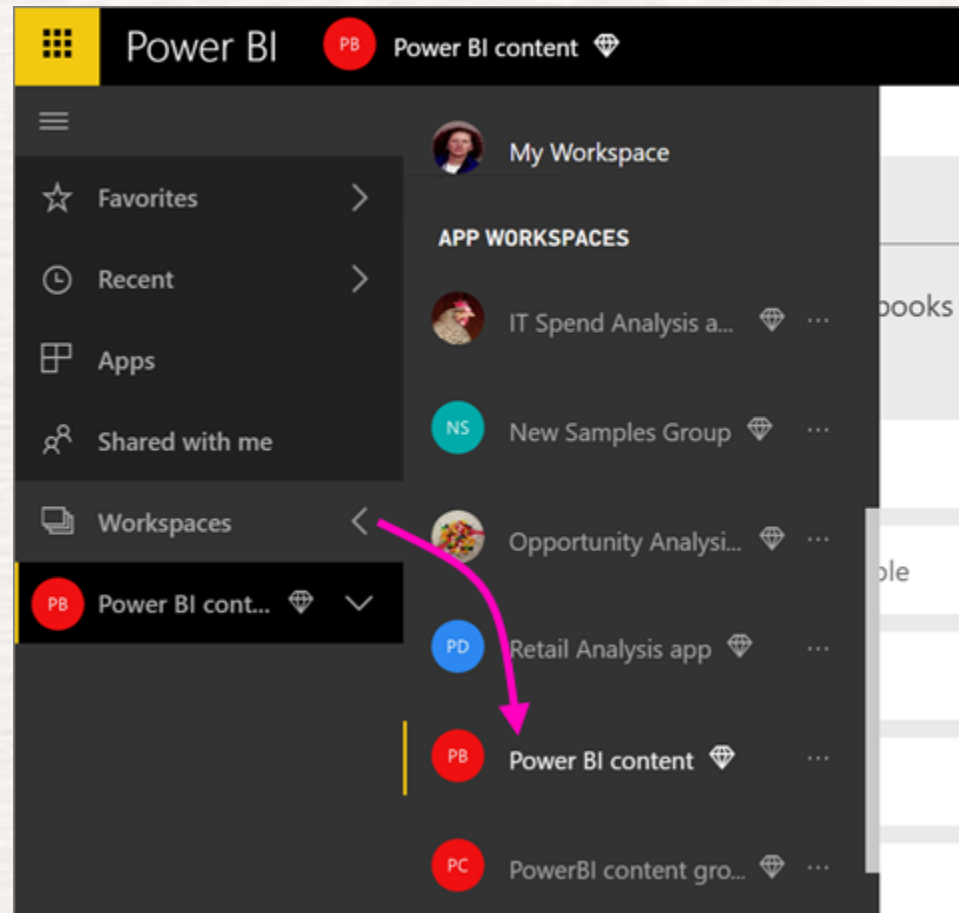 Power BI PB Power BI content
My Workspace
Favorites
Recent
Apps
Shared with me
Workspaces
PB Power BI cont...
APP WORKSPACES
IT Spend Analysis a... ...
NS New Samples Group ...
Opportunity Analysi... ...
PD Retail Analysis app ...
PB Power BI content ...
PC PowerBI content gro... ...
books
ple